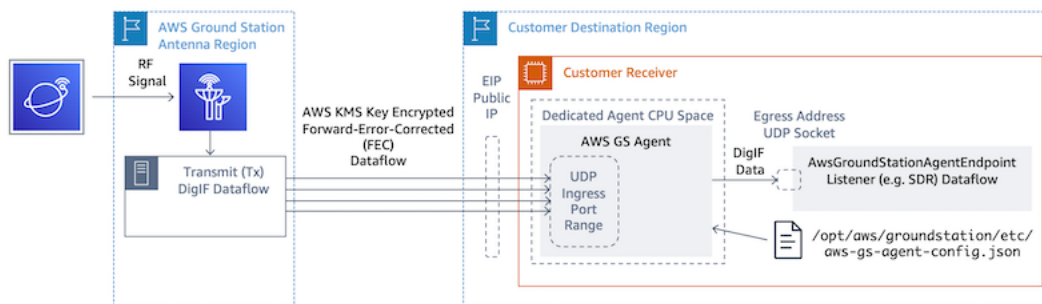 AWS Ground Station
Antenna Region
Customer Destination Region
RF
Signal
EIP
Public
IP
Customer Receiver
AWS KMS Key Encrypted
Forward-Error-Corrected
(FEC)
Dataflow
Dedicated Agent CPU Space
Egress Address
UDP Socket
AWS GS Agent
Transmit (Tx)
DigIF Dataflow
UDP
Ingress
Port
Range
DigIF
Data
AwsGroundStationAgentEndpoint
Listener (e.g. SDR) Dataflow
/opt/aws/groundstation/etc/
aws-gs-agent-config.json